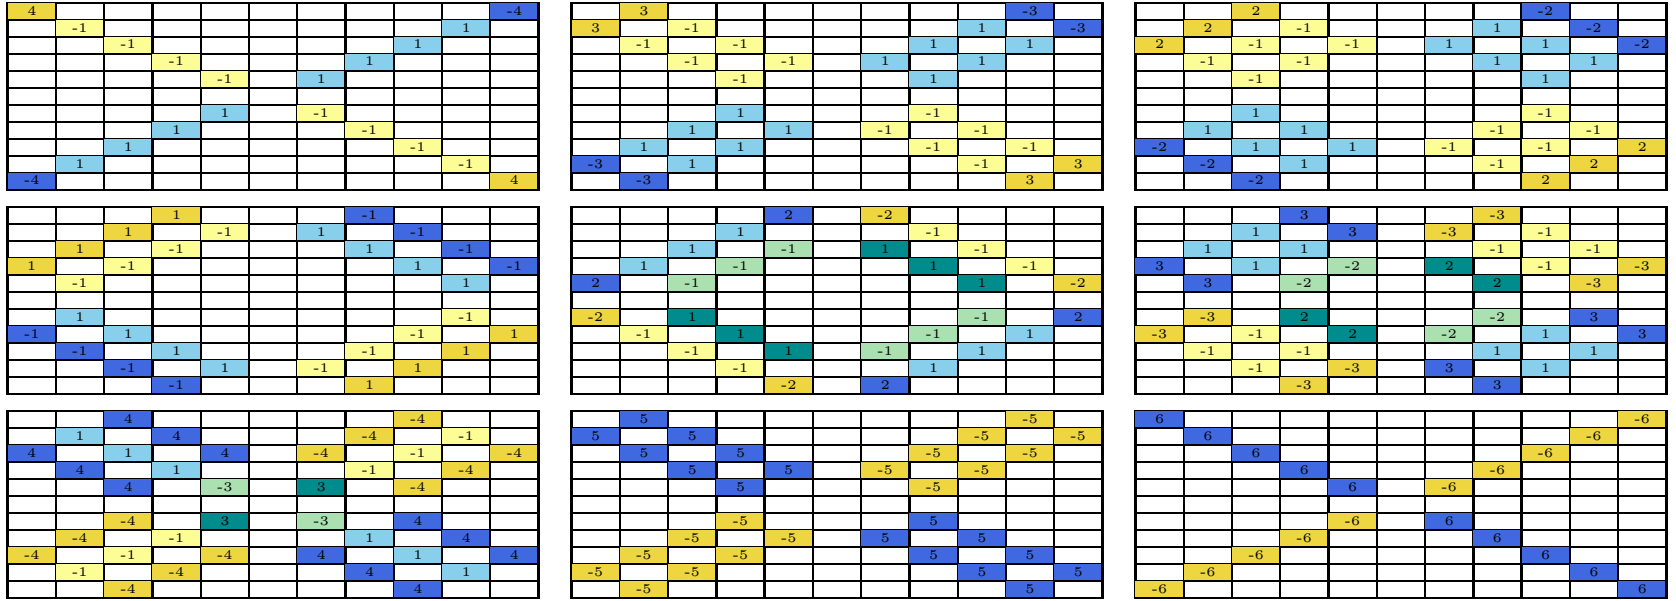 4 -4 3 -3 2 -2
-1 1 3 -1 1 -3 2 -1 1 -2
-1 1 -1 -1 1 1 2 -1 -1 1 1 -2
-1 1 -1 -1 1 1 -1 -1 1 1
-1 1 -1 1 -1 1
1 -1 1 -1 1 -1
1 -1 1 1 -1 -1 1 1 -1 -1
1 -1 1 1 -1 -1 -2 1 1 -1 -1 2
1 -1 -3 1 -1 3 -2 1 -1 2
-4 4 -3 3 -2 2
1 -1 2 -2 3 -3
1 -1 1 -1 1 -1 1 3 -3 -1
1 -1 1 -1 1 -1 1 -1 1 1 -1 -1
1 -1 1 -1 1 -1 1 -1 3 1 -2 2 -1 -3
-1 1 2 -1 1 -2 3 -2 2 -3
1 -1 -2 1 -1 2 -3 2 -2 3
-1 1 -1 1 -1 1 -1 1 -3 -1 2 -2 1 3
-1 1 -1 1 -1 1 -1 1 -1 -1 1 1
-1 1 -1 1 -1 1 -1 -3 3 1
-1 1 -2 2 -3 3
4 -4 5 -5 6 -6
1 4 -4 -1 5 5 -5 -5 6 -6
4 1 4 -4 -1 -4 5 5 -5 -5 6 -6
4 1 -1 -4 5 5 -5 -5 6 -6
4 -3 3 -4 5 -5 6 -6
-4 3 -3 4 -5 5 -6 6
-4 -1 1 4 -5 -5 5 5 -6 6
-4 -1 -4 4 1 4 -5 -5 5 5 -6 6
-1 -4 4 1 -5 -5 5 5 -6 6
-4 4 -5 5 -6 6